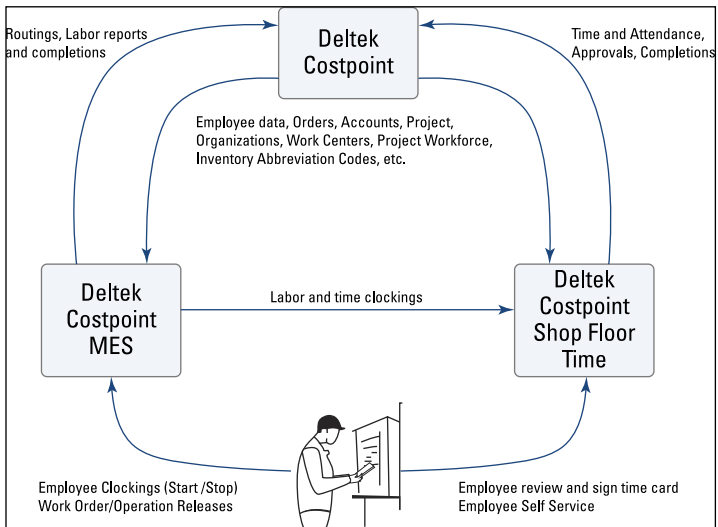 Routings, Labor reports
and completions
Deltek
Costpoint
Time and Attendance,
Approvals, Completions
Employee data, Orders, Accounts, Project,
Organizations, Work Centers, Project Workforce,
Inventory Abbreviation Codes, etc.
Deltek
Costpoint
MES
Labor and time clockings
Deltek
Costpoint
Shop Floor
Time
Employee Clockings (Start /Stop)
Work Order/Operation Releases
Employee review and sign time card
Employee Self Service